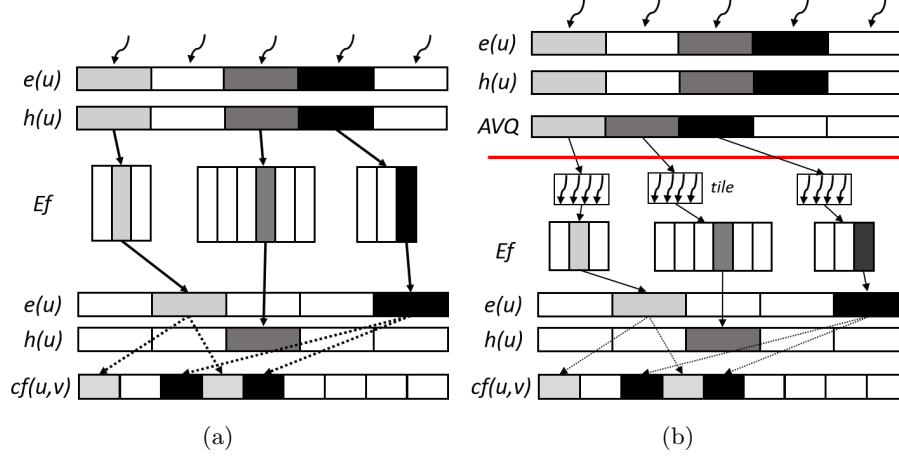 e(u)
h(u)
Ef
e(u)
h(u)
cf(u,v)
(a)
e(u)
h(u)
AVQ
tile
Ef
e(u)
h(u)
cf(u,v)
(b)